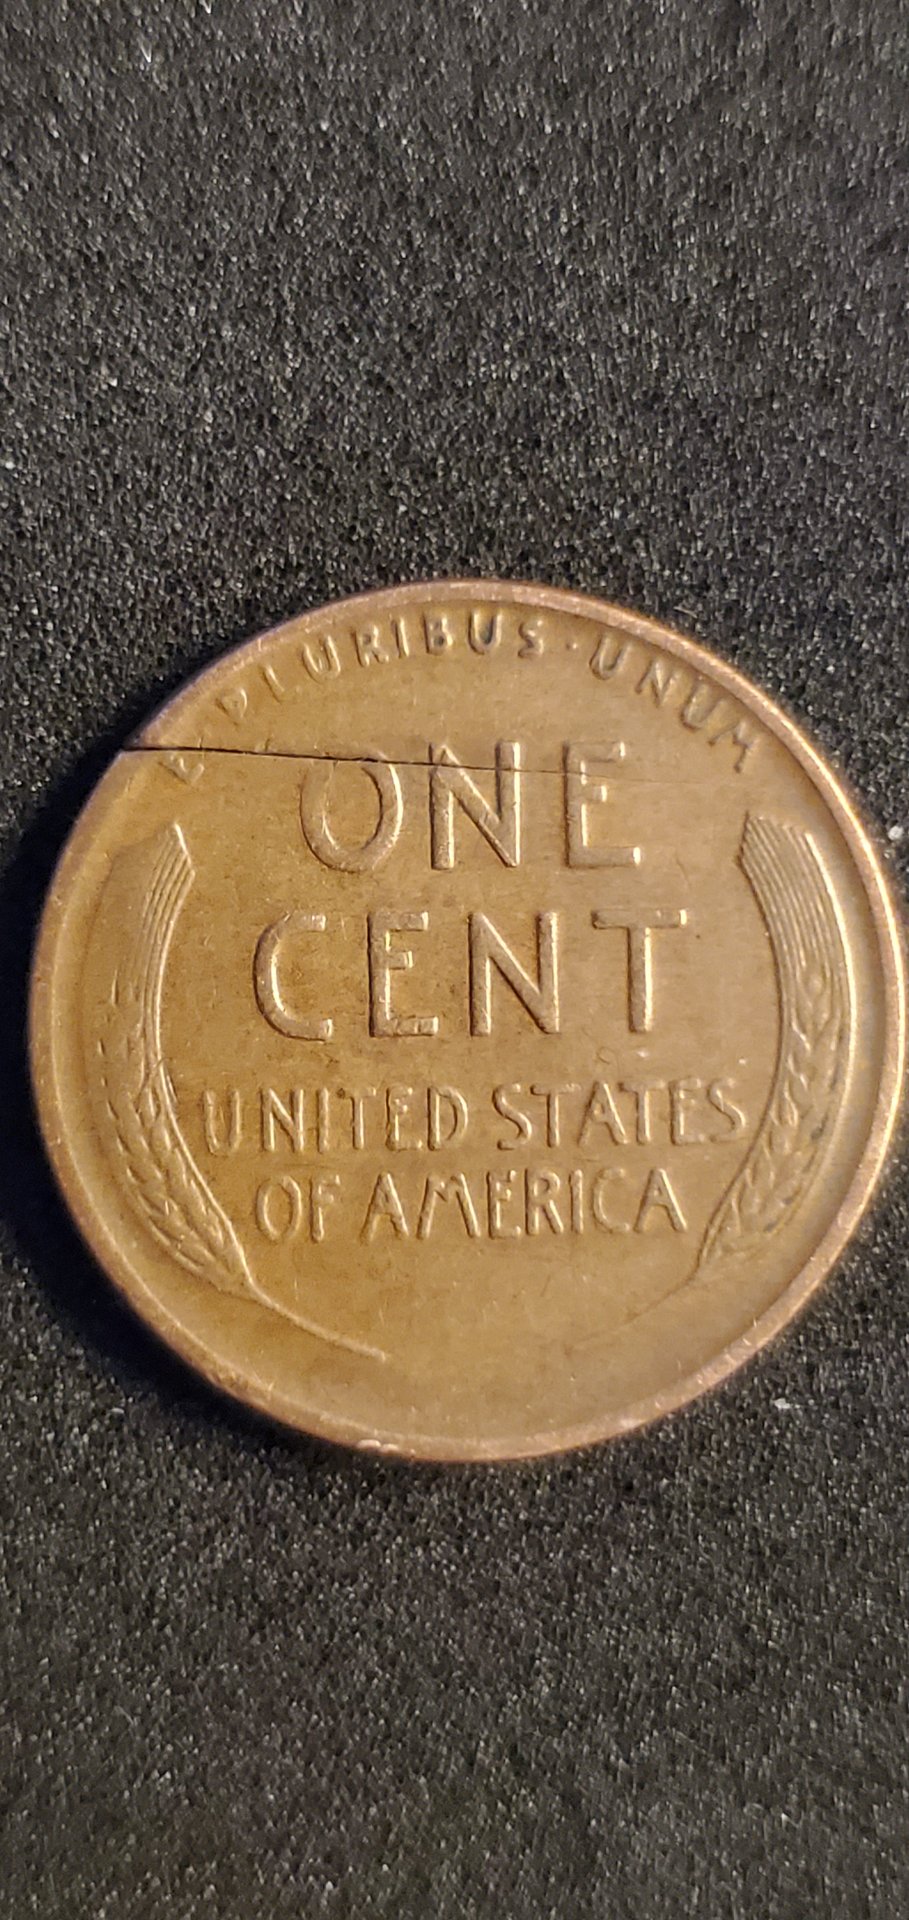 E PLURIBUS · UNUM
ONE
CENT
UNITED STATES
OF AMERICA